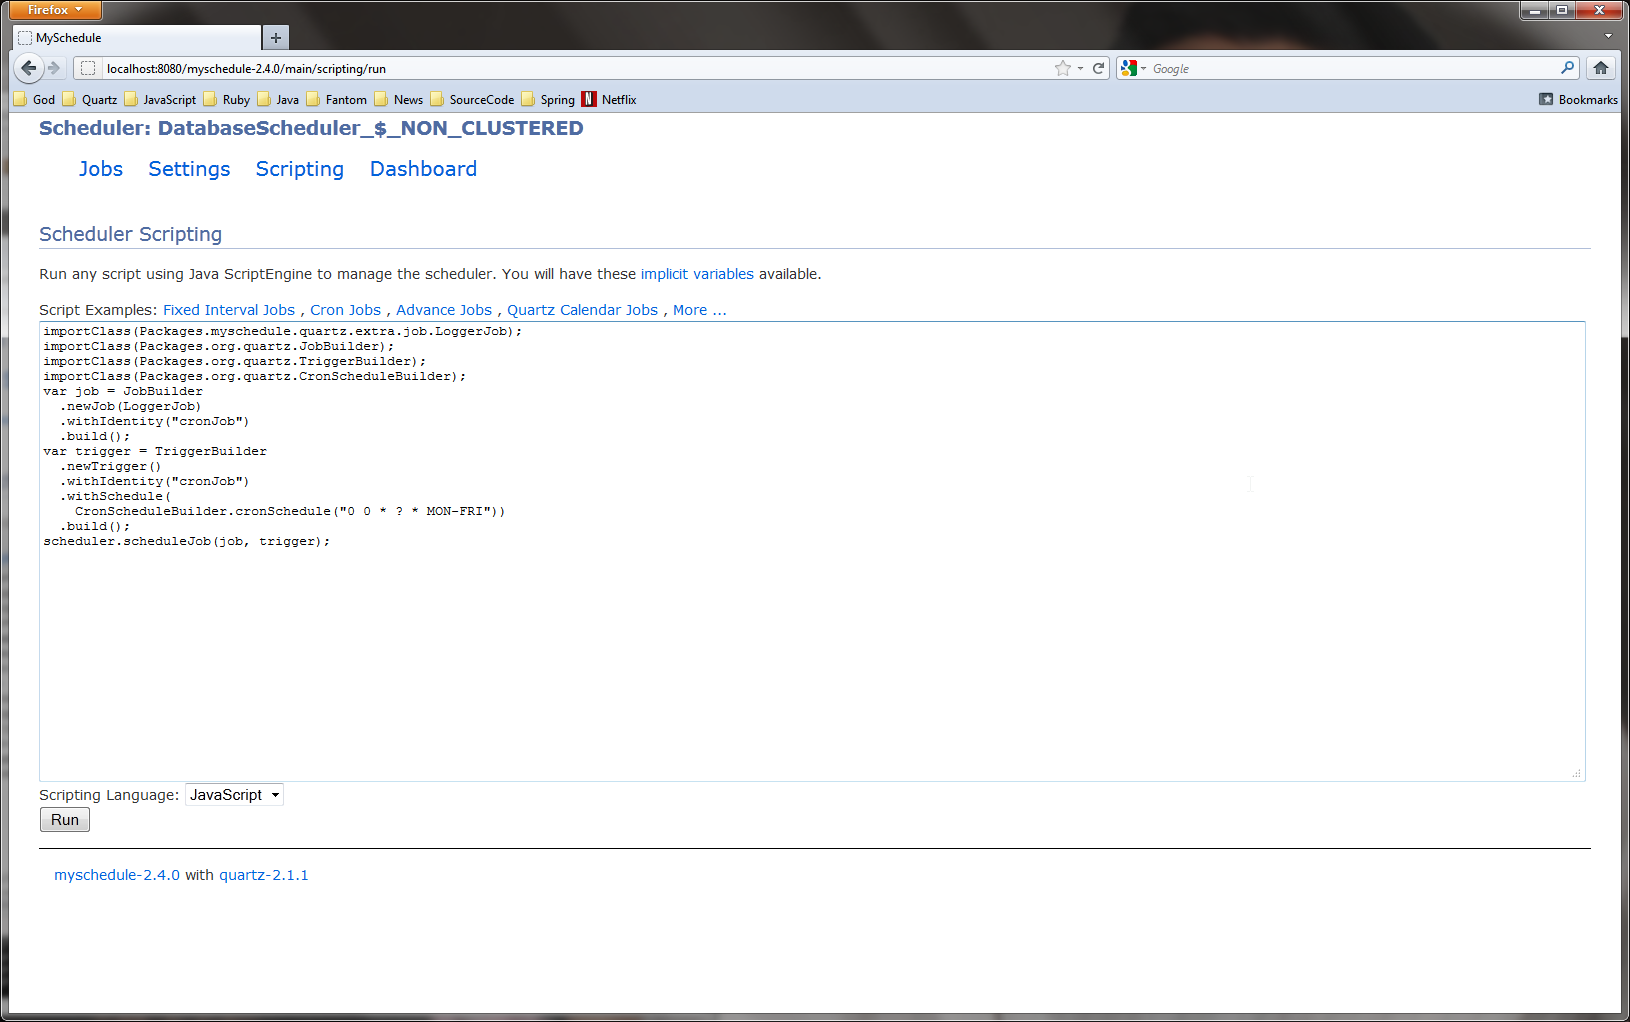 Firefox
MySchedule
localhost:8080/myschedule-2.4.0/main/scripting/run
Google
God Quartz JavaScript Ruby Java Fantom News SourceCode Spring N Netflix Bookmarks
Scheduler: DatabaseScheduler_$_NON_CLUSTERED
Jobs Settings Scripting Dashboard
Scheduler Scripting
Run any script using Java ScriptEngine to manage the scheduler. You will have these implicit variables available.
Script Examples: Fixed Interval Jobs , Cron Jobs , Advance Jobs , Quartz Calendar Jobs , More ...
importClass(Packages.myschedule.quartz.extra.job.LoggerJob);
importClass(Packages.org.quartz.JobBuilder);
importClass(Packages.org.quartz.TriggerBuilder);
importClass(Packages.org.quartz.CronScheduleBuilder);
var job = JobBuilder
  .newJob(LoggerJob)
  .withIdentity("cronJob")
  .build();
var trigger = TriggerBuilder
  .newTrigger()
  .withIdentity("cronJob")
  .withSchedule(
    CronScheduleBuilder.cronSchedule("0 0 * ? * MON-FRI"))
  .build();
scheduler.scheduleJob(job, trigger);
Scripting Language: JavaScript
Run
myschedule-2.4.0 with quartz-2.1.1